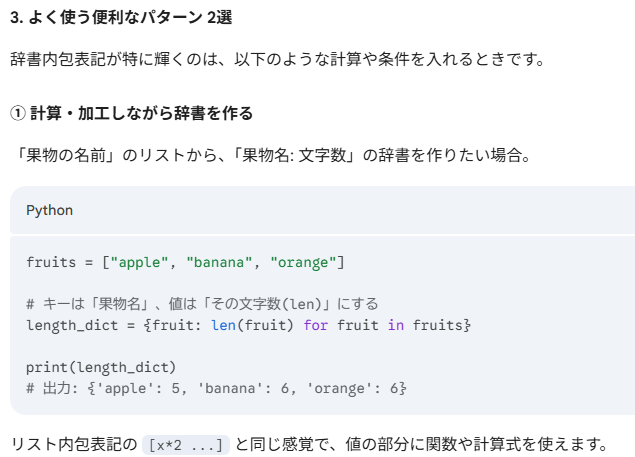 3. よく使う便利なパターン 2選
辞書内包表記が特に輝くのは、以下のような計算や条件を入れるときです。
① 計算・加工しながら辞書を作る
「果物の名前」のリストから、「果物名: 文字数」の辞書を作りたい場合。
Python
fruits = ["apple", "banana", "orange"]
# キーは「果物名」、値は「その文字数(len)」にする
length_dict = {fruit: len(fruit) for fruit in fruits}
print(length_dict)
# 出力: {'apple': 5, 'banana': 6, 'orange': 6}
リスト内包表記の [x*2 ...] と同じ感覚で、値の部分に関数や計算式を使えます。